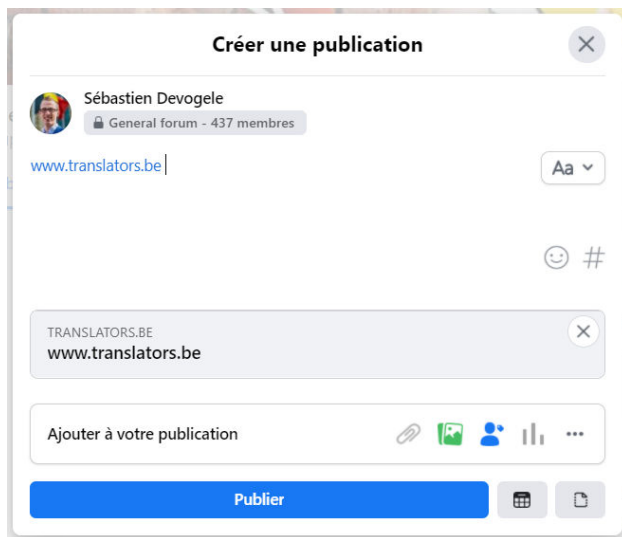 Créer une publication
Sébastien Devogele
General forum - 437 membres
www.translators.be
Aa
#
TRANSLATORS.BE
www.translators.be
Ajouter à votre publication
Publier